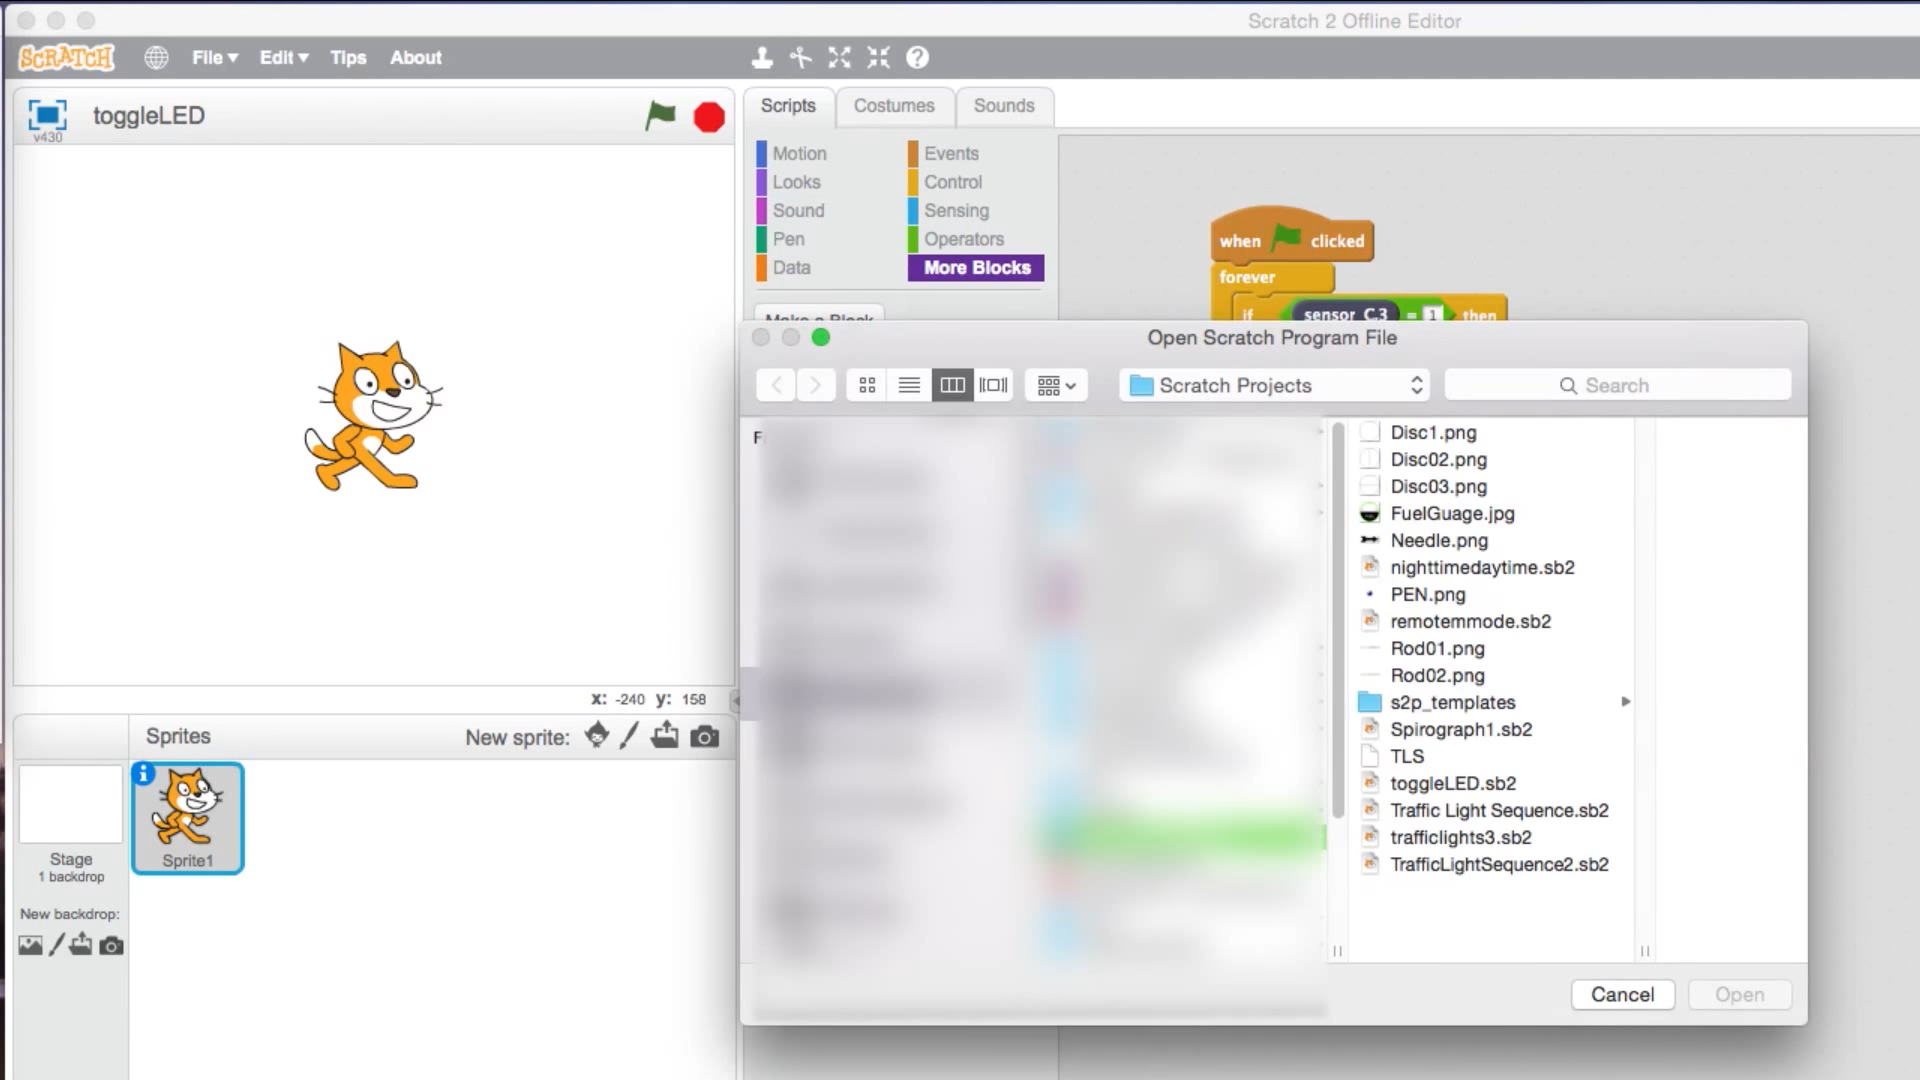 Scratch 2 Offline Editor
SCRATCH File Edit Tips About
toggleLED
v430
Scripts Costumes Sounds
Motion Events
Looks Control
Sound Sensing
Pen Operators
Data More Blocks
Make a Block
when clicked
forever
if sensor C.3 = 1 then
x: -240 y: 158
Sprites New sprite:
Sprite1
Stage
1 backdrop
New backdrop:
Open Scratch Program File
Scratch Projects Search
F
Disc1.png
Disc02.png
Disc03.png
FuelGuage.jpg
Needle.png
nighttimedaytime.sb2
PEN.png
remotemmode.sb2
Rod01.png
Rod02.png
s2p_templates
Spirograph1.sb2
TLS
toggleLED.sb2
Traffic Light Sequence.sb2
trafficlights3.sb2
TrafficLightSequence2.sb2
Cancel Open